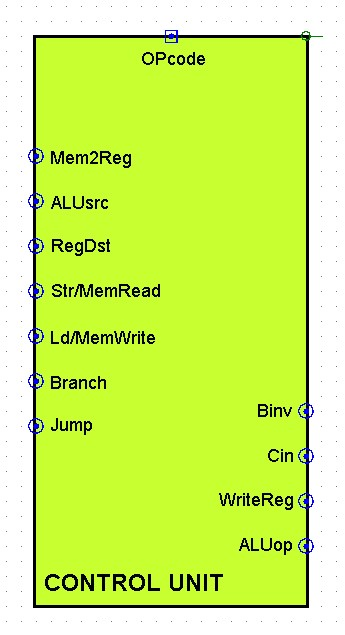 OPcode
Mem2Reg
ALUsrc
RegDst
Str/MemRead
Ld/MemWrite
Branch
Jump
Binv
Cin
WriteReg
ALUop
CONTROL UNIT